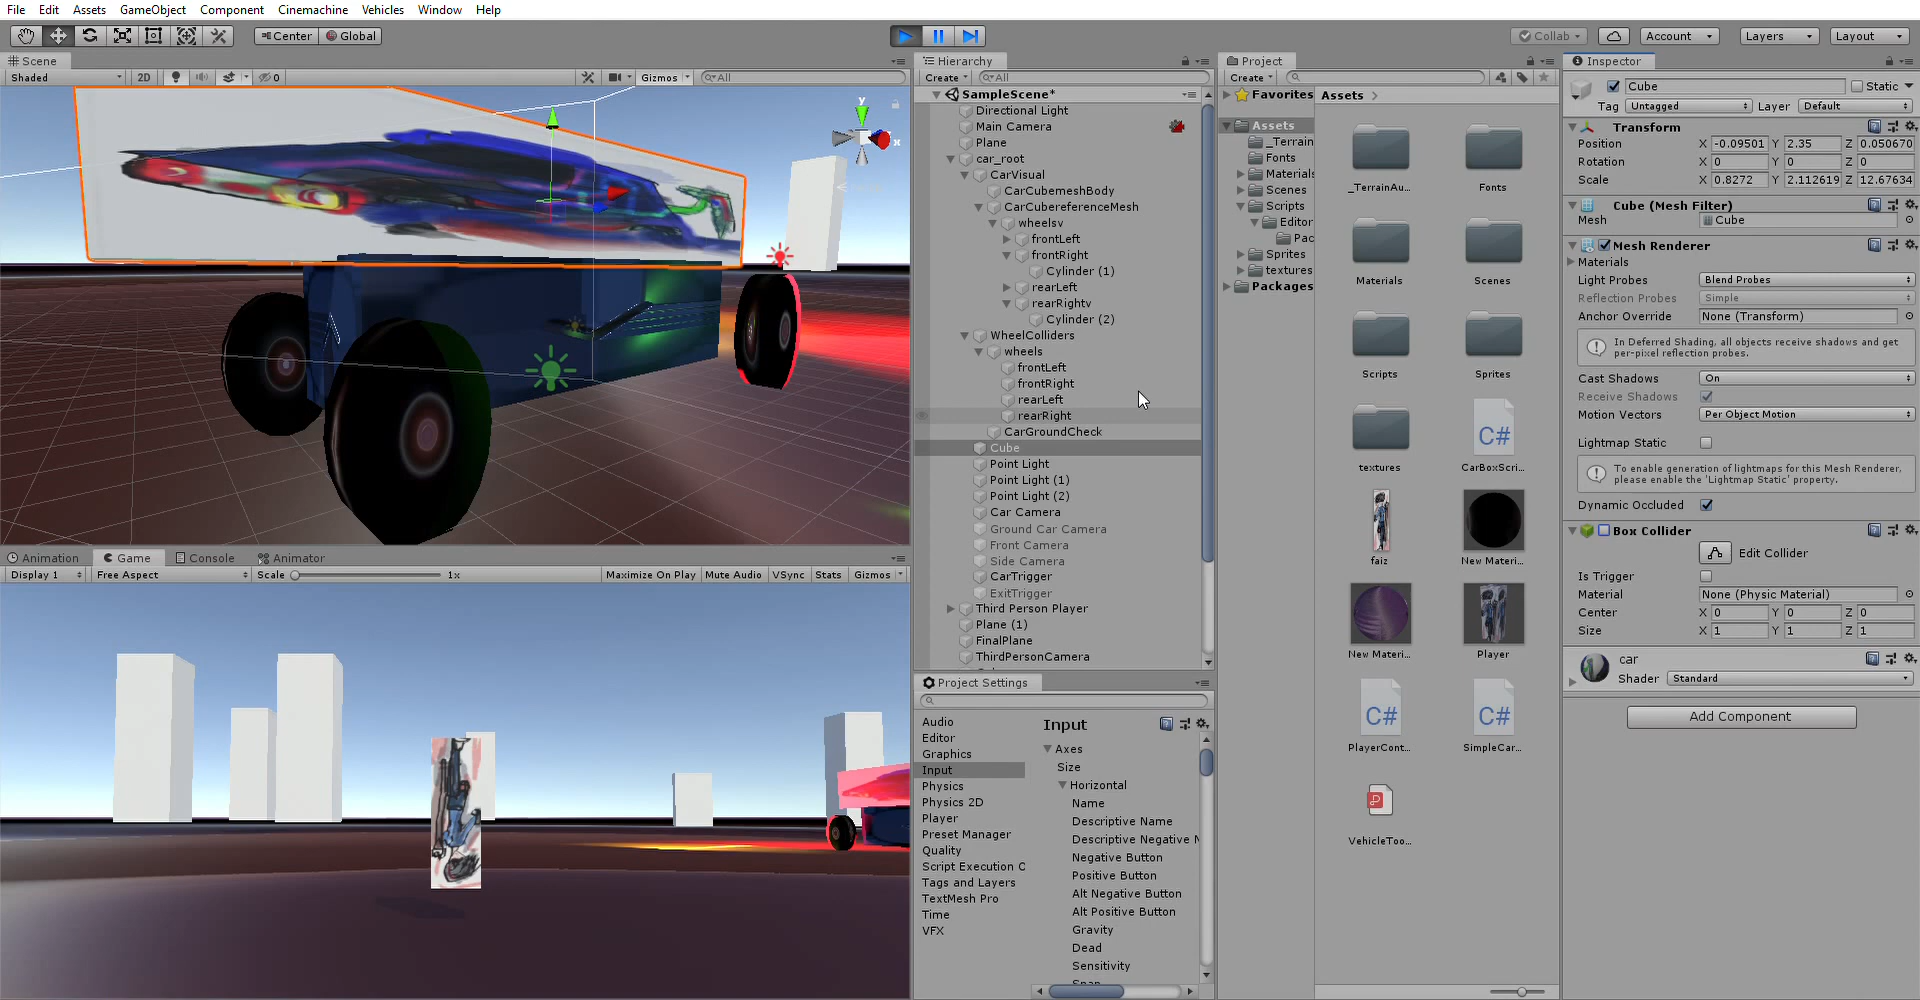 File Edit Assets GameObject Component Cinemachine Vehicles Window Help
Center Global
Collab Account Layers Layout
Scene
Shaded 2D 0 Gizmos All
y
x
Animation Game Console Animator
Display 1 Free Aspect Scale 1x Maximize On Play Mute Audio VSync Stats Gizmos
Hierarchy
Create All
SampleScene*
Directional Light
Main Camera
Plane
car_root
CarVisual
CarCubemeshBody
CarCubereferenceMesh
wheelsv
frontLeft
frontRight
Cylinder (1)
rearLeft
rearRightv
Cylinder (2)
WheelColliders
wheels
frontLeft
frontRight
rearLeft
rearRight
CarGroundCheck
Cube
Point Light
Point Light (1)
Point Light (2)
Car Camera
Ground Car Camera
Front Camera
Side Camera
CarTrigger
ExitTrigger
Third Person Player
Plane (1)
FinalPlane
ThirdPersonCamera
Project Settings
Audio
Editor
Graphics
Input
Physics
Physics 2D
Player
Preset Manager
Quality
Script Execution O
Tags and Layers
TextMesh Pro
Time
VFX
Input
Axes
Size
Horizontal
Name
Descriptive Name
Descriptive Negative N
Negative Button
Positive Button
Alt Negative Button
Alt Positive Button
Gravity
Dead
Sensitivity
Project
Create
Favorites
Assets
_Terrain
Fonts
Materials
Scenes
Scripts
Editor
Pac
Sprites
textures
Packages
Assets
_TerrainAu... Fonts
Materials Scenes
Scripts Sprites
textures CarBoxScri...
faiz New Materi...
New Materi... Player
PlayerCont... SimpleCar...
VehicleToo...
C#
C# C#
Inspector
Cube Static
Tag Untagged Layer Default
Transform
Position X -0.09501 Y 2.35 Z 0.050670
Rotation X 0 Y 0 Z 0
Scale X 0.8272 Y 2.112619 Z 12.67634
Cube (Mesh Filter)
Mesh Cube
Mesh Renderer
Materials
Light Probes Blend Probes
Reflection Probes Simple
Anchor Override None (Transform)
In Deferred Shading, all objects receive shadows and get
per-pixel reflection probes.
Cast Shadows On
Receive Shadows
Motion Vectors Per Object Motion
Lightmap Static
To enable generation of lightmaps for this Mesh Renderer,
please enable the 'Lightmap Static' property.
Dynamic Occluded
Box Collider
Edit Collider
Is Trigger
Material None (Physic Material)
Center X 0 Y 0 Z 0
Size X 1 Y 1 Z 1
car
Shader Standard
Add Component